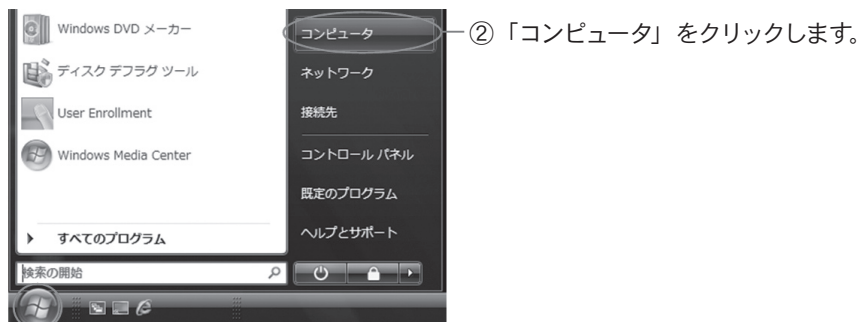 Windows DVD メーカー
ディスク デフラグ ツール
User Enrollment
Windows Media Center
すべてのプログラム
検索の開始
コンピュータ
ネットワーク
接続先
コントロール パネル
既定のプログラム
ヘルプとサポート
②「コンピュータ」をクリックします。